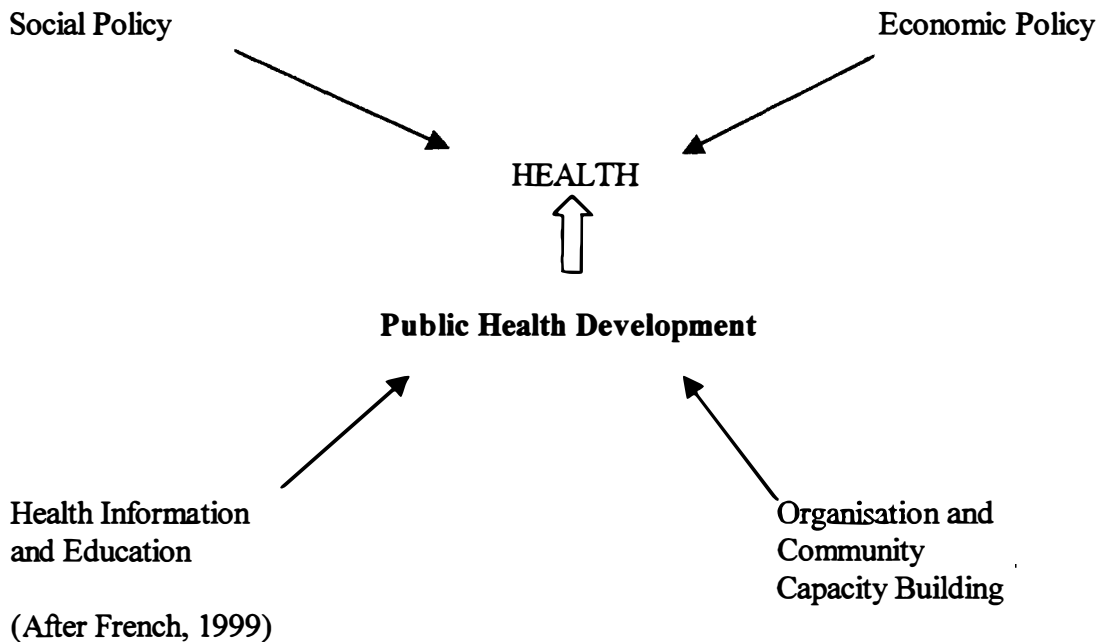 Social Policy
Economic Policy
HEALTH
Public Health Development
Health Information
and Education
Organisation and
Community
Capacity Building
(After French, 1999)